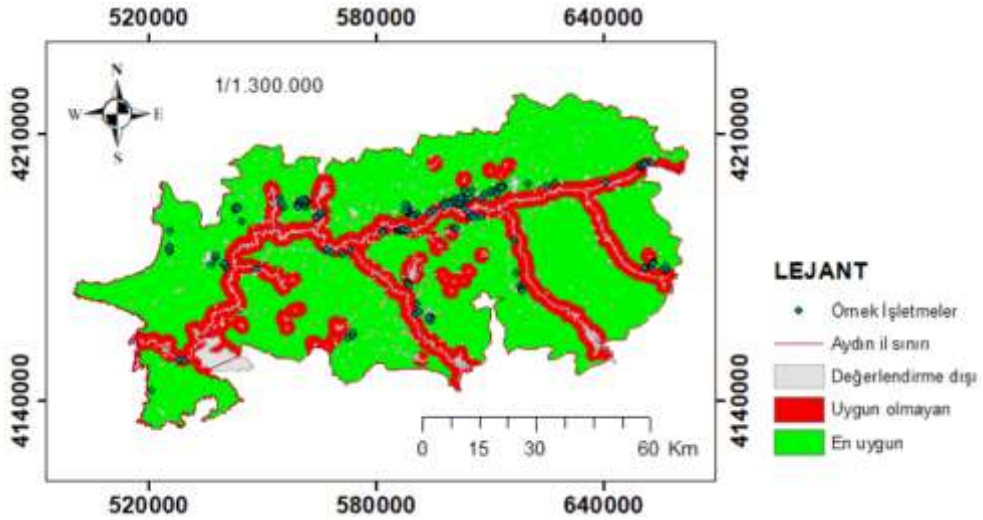 520000 580000 640000
N
W E
S
1/1.300.000
4210000 4210000
4140000 4140000
0 15 30 60 Km
520000 580000 640000
LEJANT
Örnek İşletmeler
Aydın il sınırı
Değerlendirme dışı
Uygun olmayan
En uygun